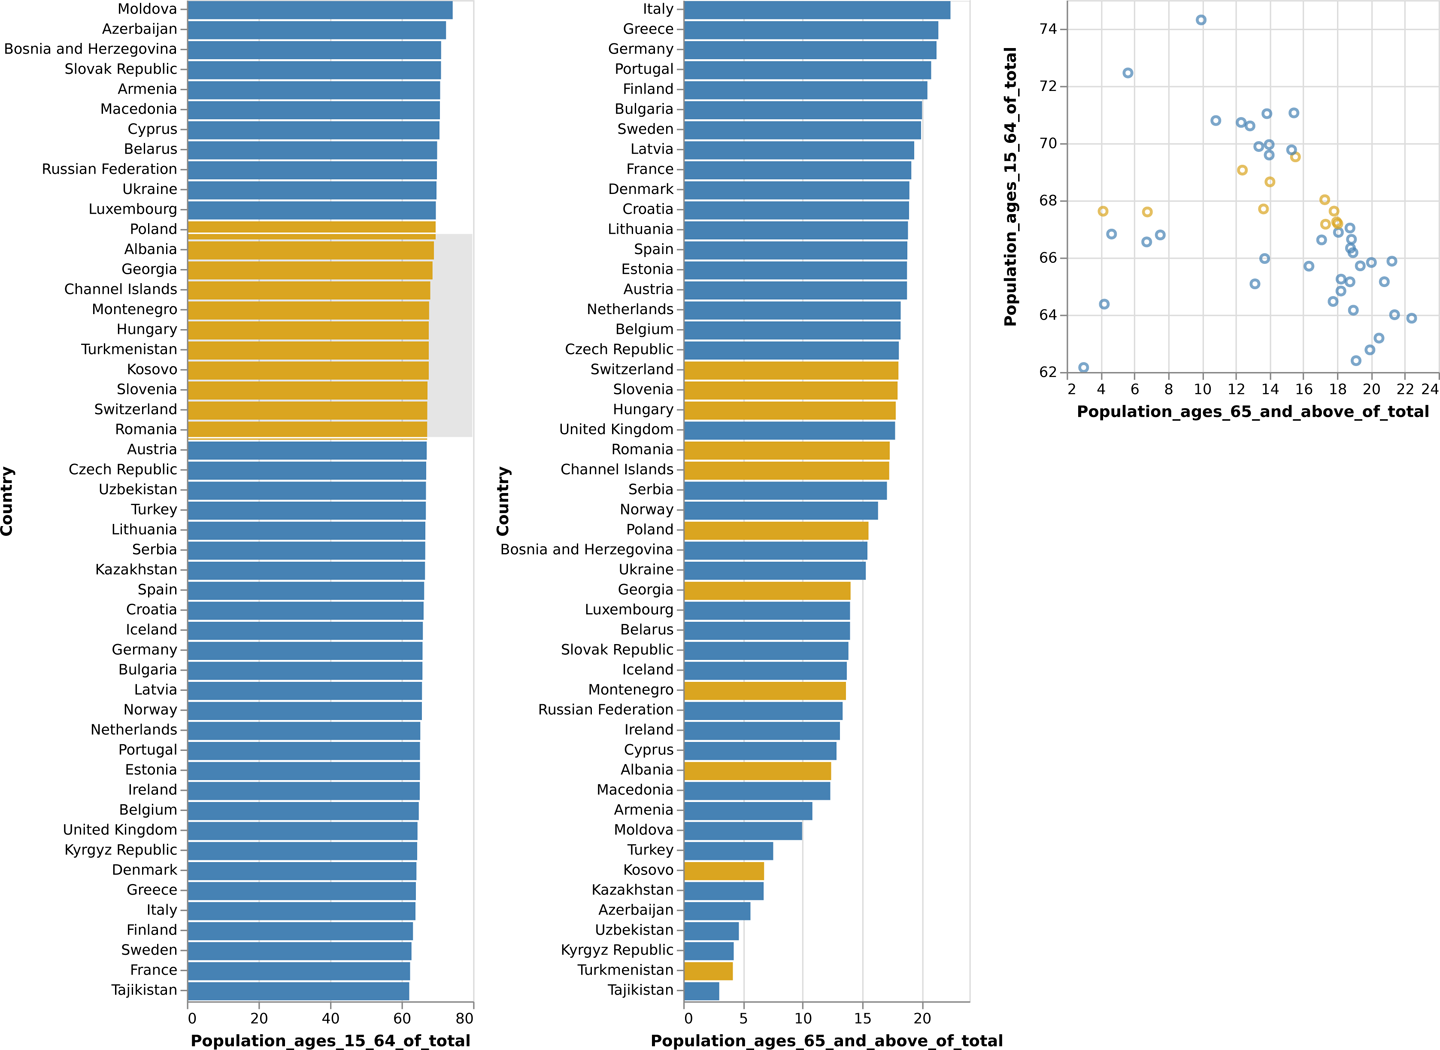 Moldova
Azerbaijan
Bosnia and Herzegovina
Slovak Republic
Armenia
Macedonia
Cyprus
Belarus
Russian Federation
Ukraine
Luxembourg
Poland
Albania
Georgia
Channel Islands
Montenegro
Hungary
Turkmenistan
Kosovo
Slovenia
Switzerland
Romania
Austria
Czech Republic
Uzbekistan
Turkey
Lithuania
Serbia
Kazakhstan
Spain
Croatia
Iceland
Germany
Bulgaria
Latvia
Norway
Netherlands
Portugal
Estonia
Ireland
Belgium
United Kingdom
Kyrgyz Republic
Denmark
Greece
Italy
Finland
Sweden
France
Tajikistan
Country
0 20 40 60 80
Population_ages_15_64_of_total
Italy
Greece
Germany
Portugal
Finland
Bulgaria
Sweden
Latvia
France
Denmark
Croatia
Lithuania
Spain
Estonia
Austria
Netherlands
Belgium
Czech Republic
Switzerland
Slovenia
Hungary
United Kingdom
Romania
Channel Islands
Serbia
Norway
Poland
Bosnia and Herzegovina
Ukraine
Georgia
Luxembourg
Belarus
Slovak Republic
Iceland
Montenegro
Russian Federation
Ireland
Cyprus
Albania
Macedonia
Armenia
Moldova
Turkey
Kosovo
Kazakhstan
Azerbaijan
Uzbekistan
Kyrgyz Republic
Turkmenistan
Tajikistan
Country
0 5 10 15 20
Population_ages_65_and_above_of_total
74
72
70
68
66
64
62
Population_ages_15_64_of_total
2 4 6 8 10 12 14 16 18 20 22 24
Population_ages_65_and_above_of_total